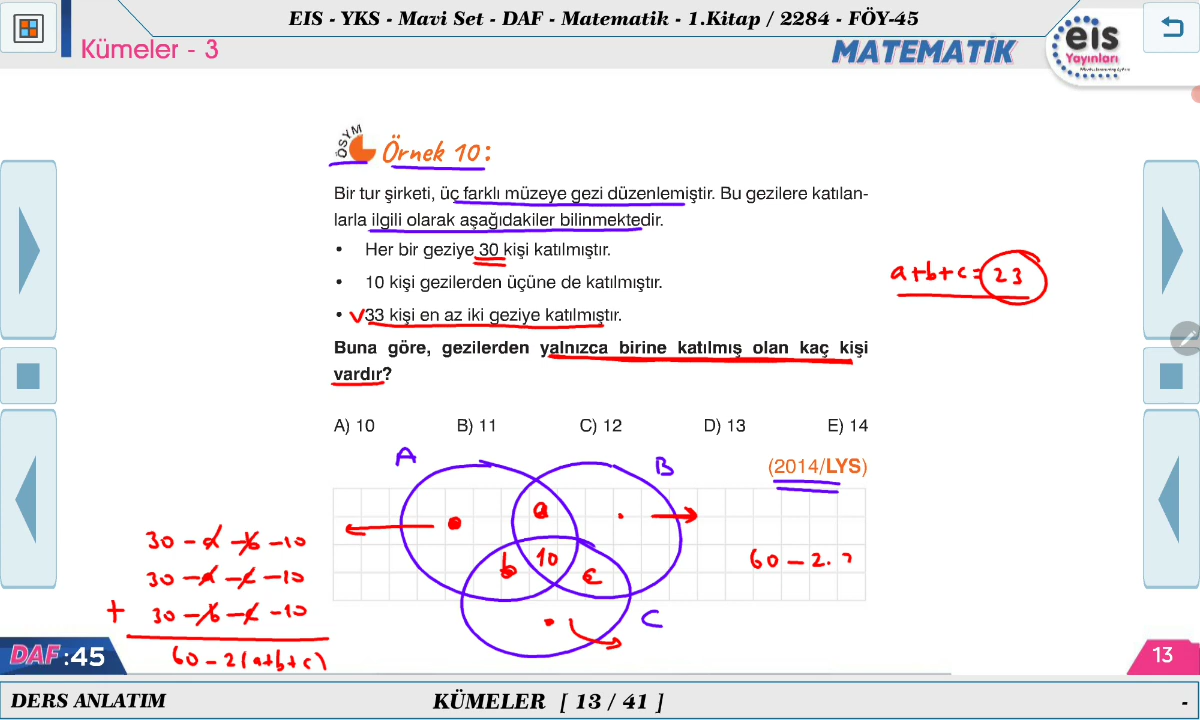 EIS - YKS - Mavi Set - DAF - Matematik - 1.Kitap / 2284 - FÖY-45
Kümeler - 3
MATEMATİK
eis
Yayınları
ÖSYM
Örnek 10:
Bir tur şirketi, üç farklı müzeye gezi düzenlemiştir. Bu gezilere katılan-
larla ilgili olarak aşağıdakiler bilinmektedir.
• Her bir geziye 30 kişi katılmıştır.
• 10 kişi gezilerden üçüne de katılmıştır.
• 33 kişi en az iki geziye katılmıştır.
a+b+c=23
Buna göre, gezilerden yalnızca birine katılmış olan kaç kişi
vardır?
A) 10 B) 11 C) 12 D) 13 E) 14
(2014/LYS)
A
B
a
b 10 c
C
30-a-b-10
30-a-c-10
+ 30-b-c-10
60-2(a+b+c)
60-2.
DAF:45
13
DERS ANLATIM
KÜMELER [ 13 / 41 ]
-